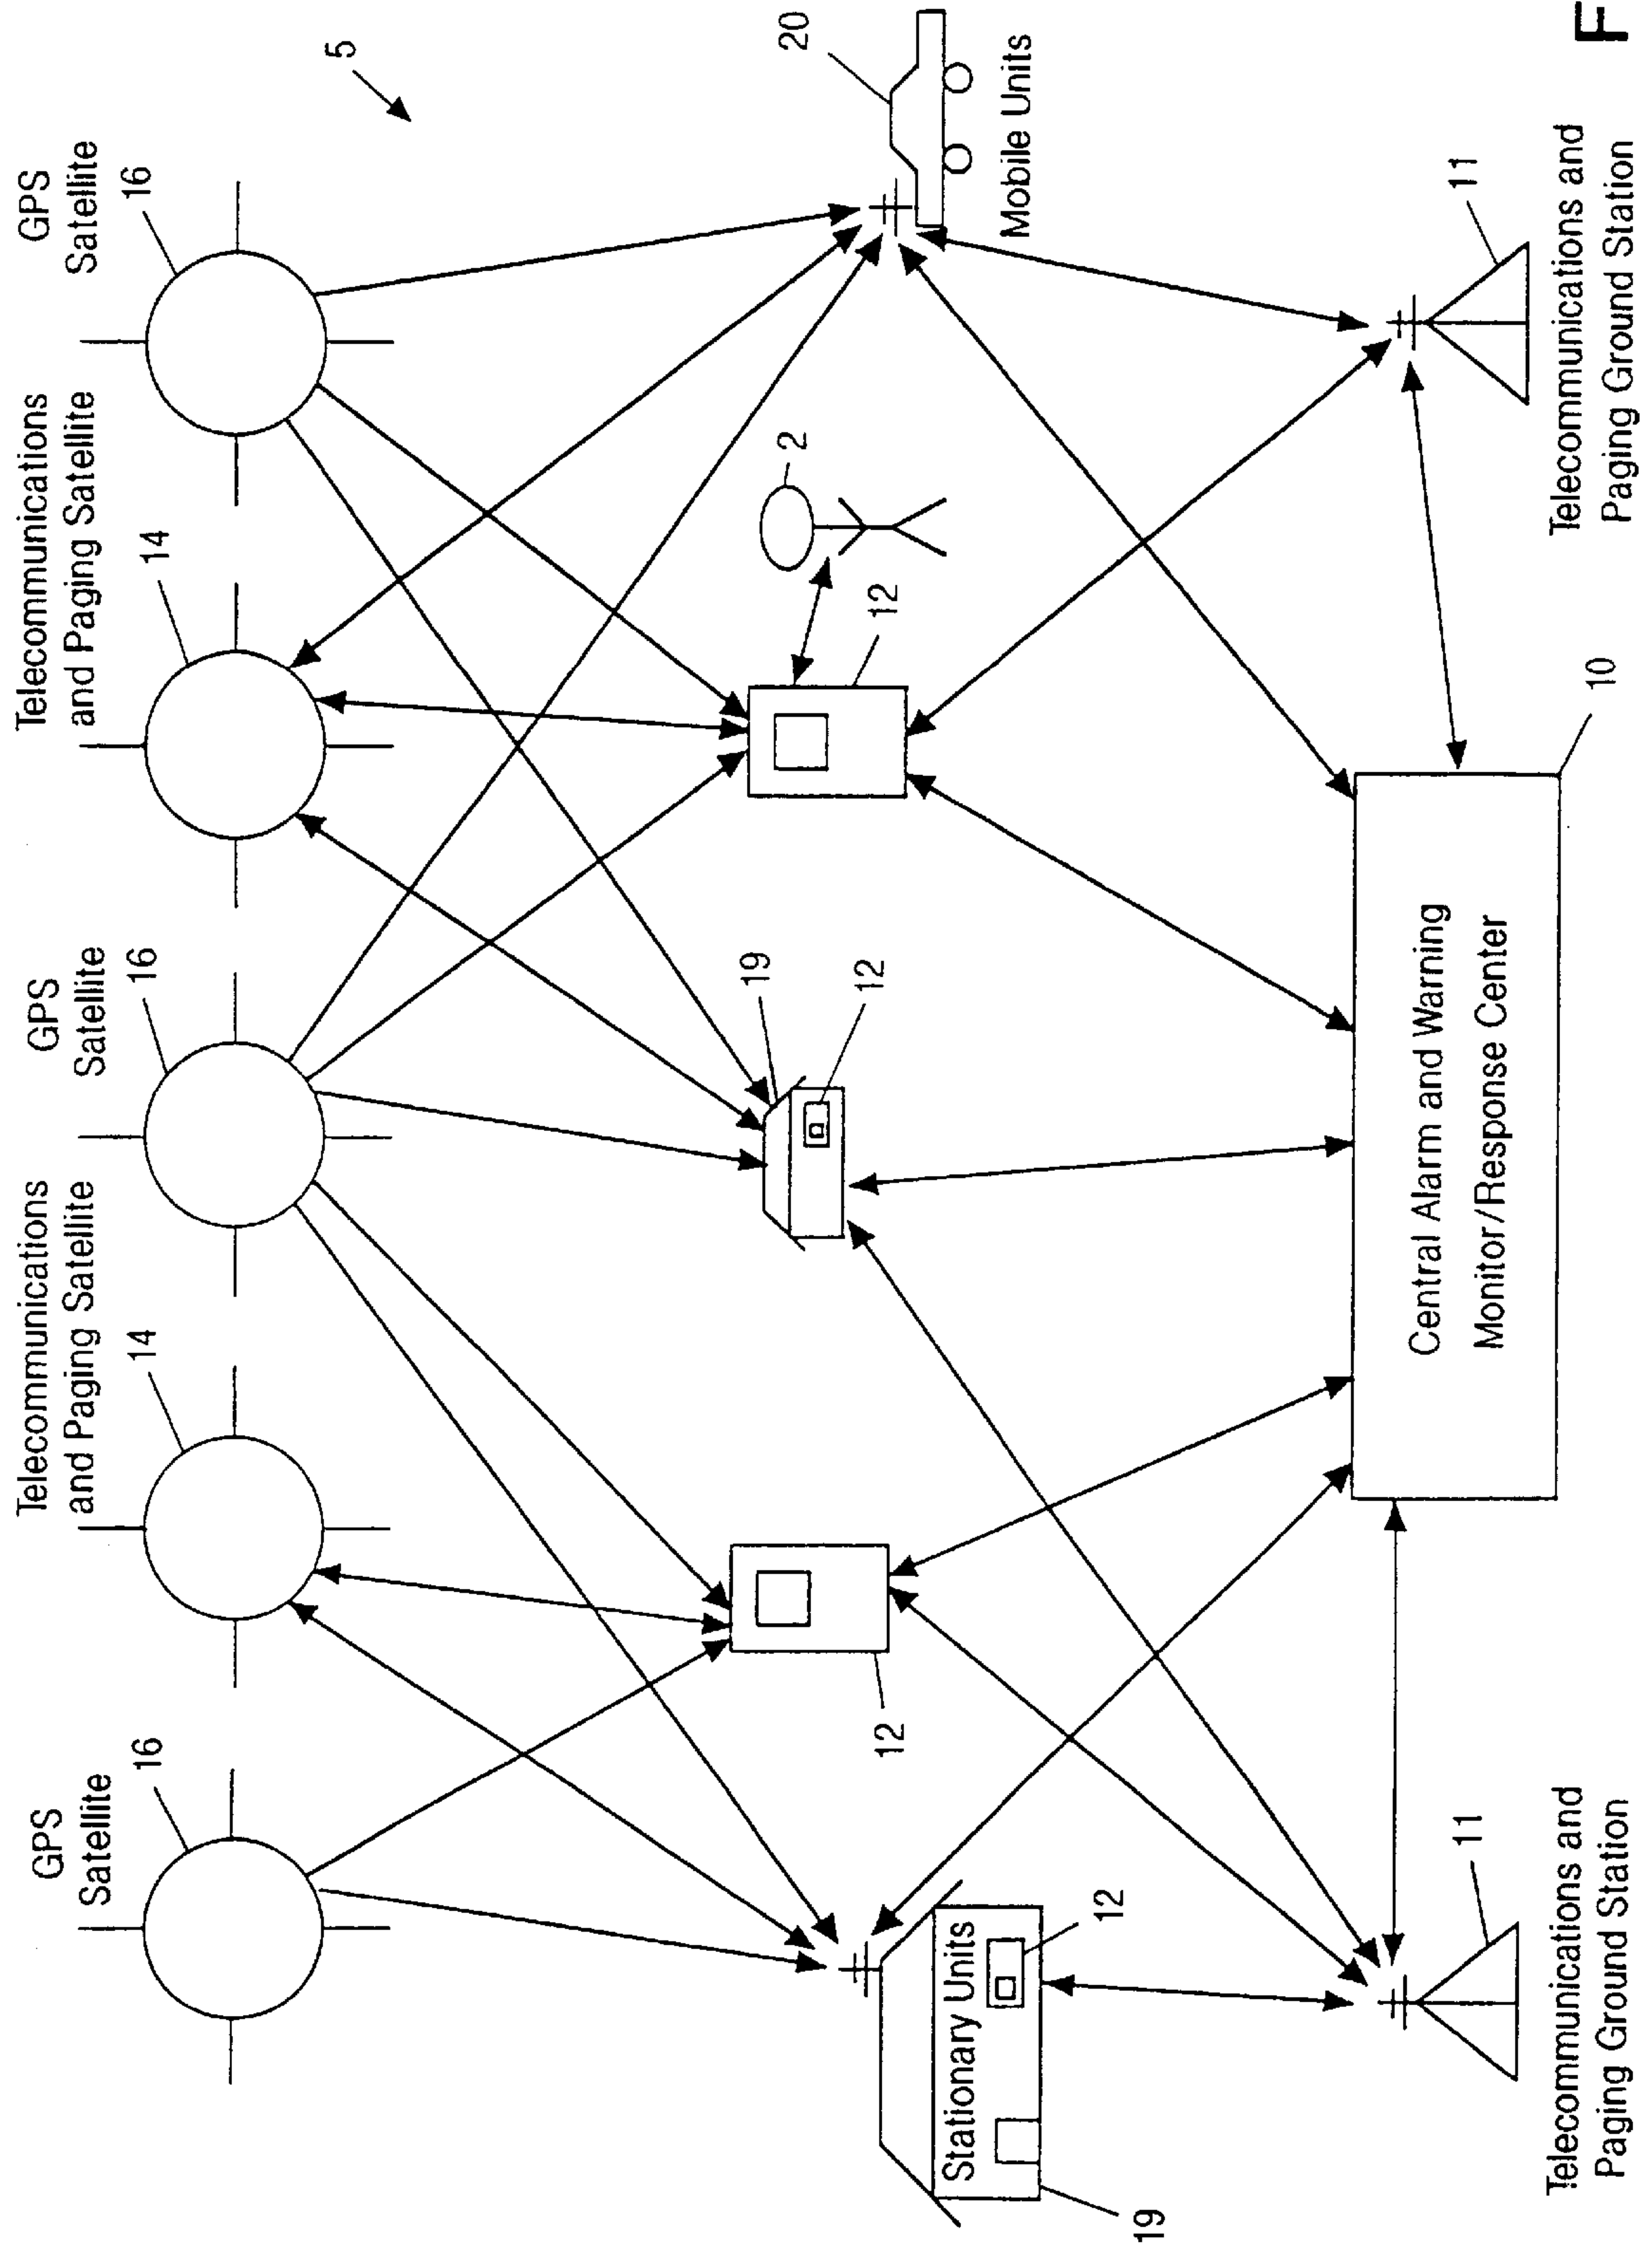 GPS
Satellite
16
Telecommunications
and Paging Satellite
14
GPS
Satellite
16
Telecommunications
and Paging Satellite
14
GPS
Satellite
16
5
12
19
12
12
2
20
Mobile Units
Stationary Units
12
19
Central Alarm and Warning
Monitor/Response Center
10
11
Telecommunications and
Paging Ground Station
11
Telecommunications and
Paging Ground Station
F